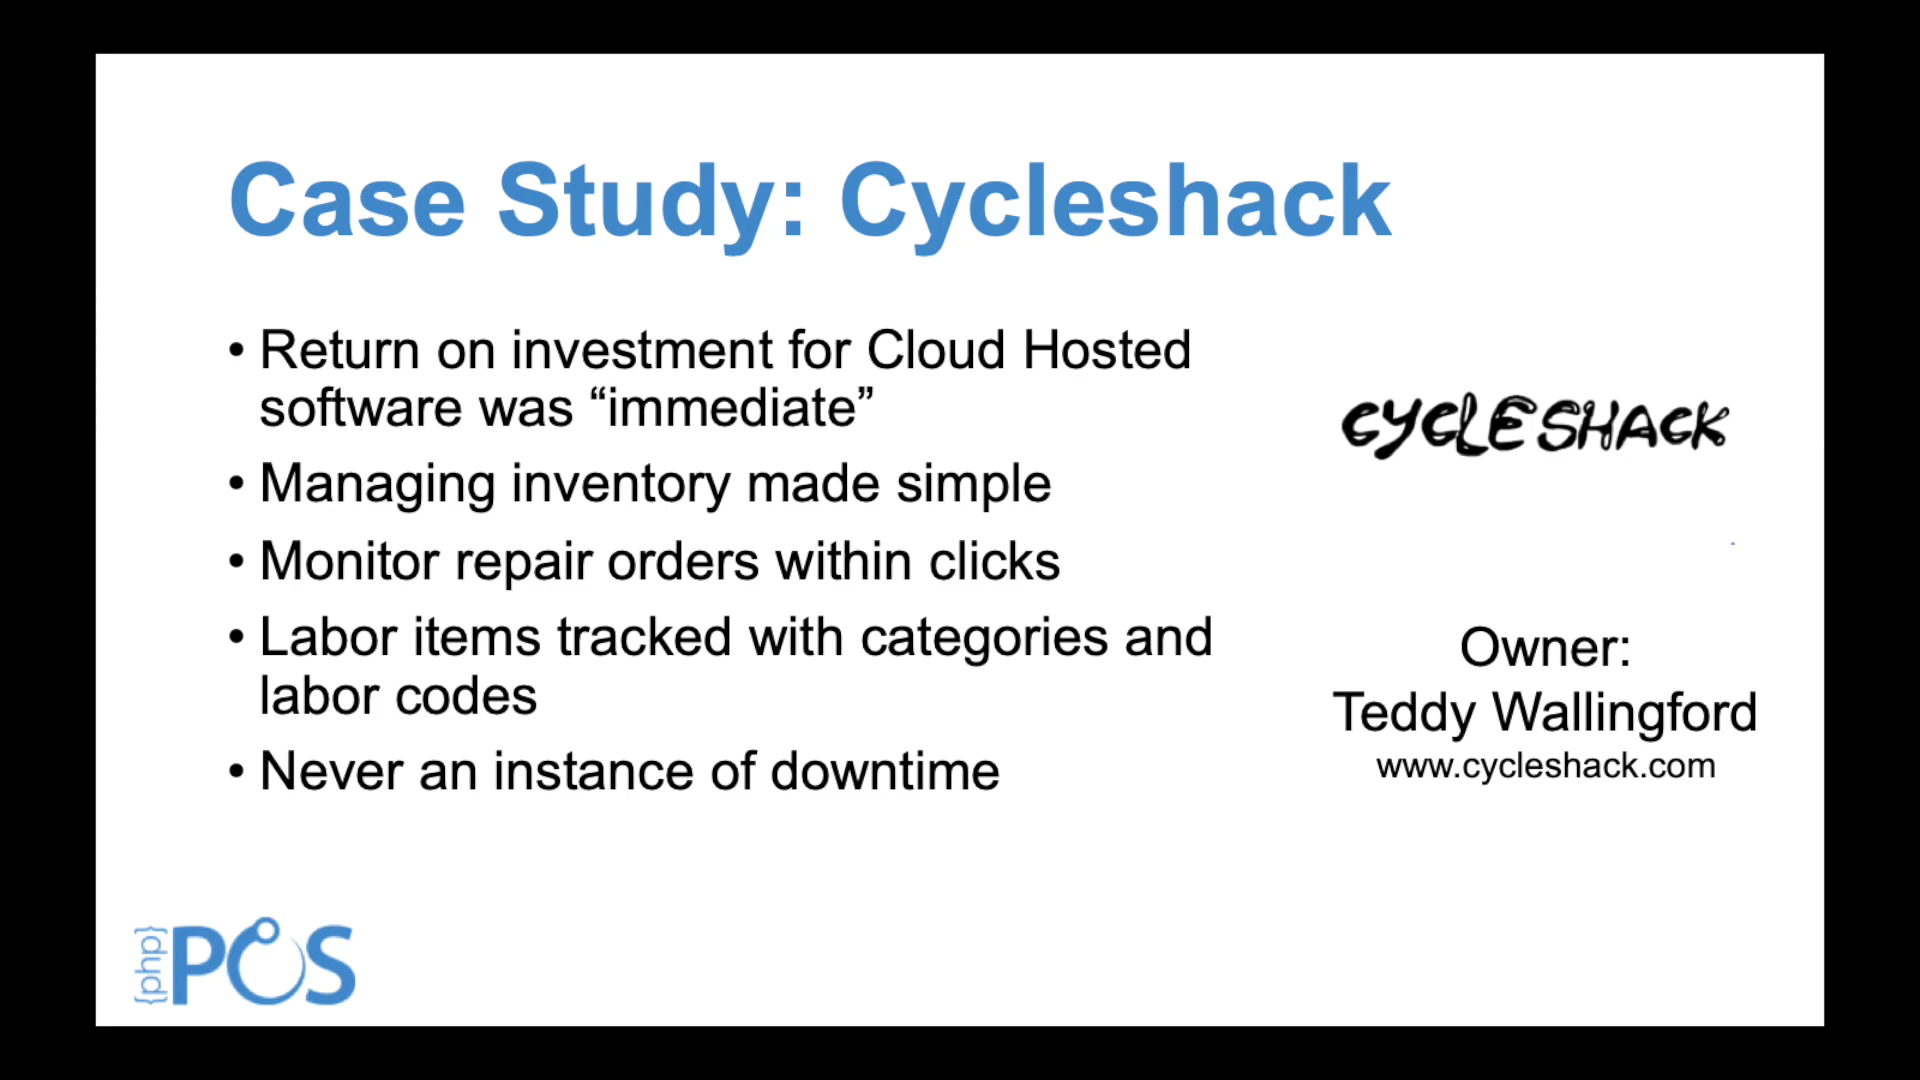 Case Study: Cycleshack
• Return on investment for Cloud Hosted
software was “immediate”
• Managing inventory made simple
• Monitor repair orders within clicks
• Labor items tracked with categories and
labor codes
• Never an instance of downtime
CYCLESHACK
Owner:
Teddy Wallingford
www.cycleshack.com
{php}
POS